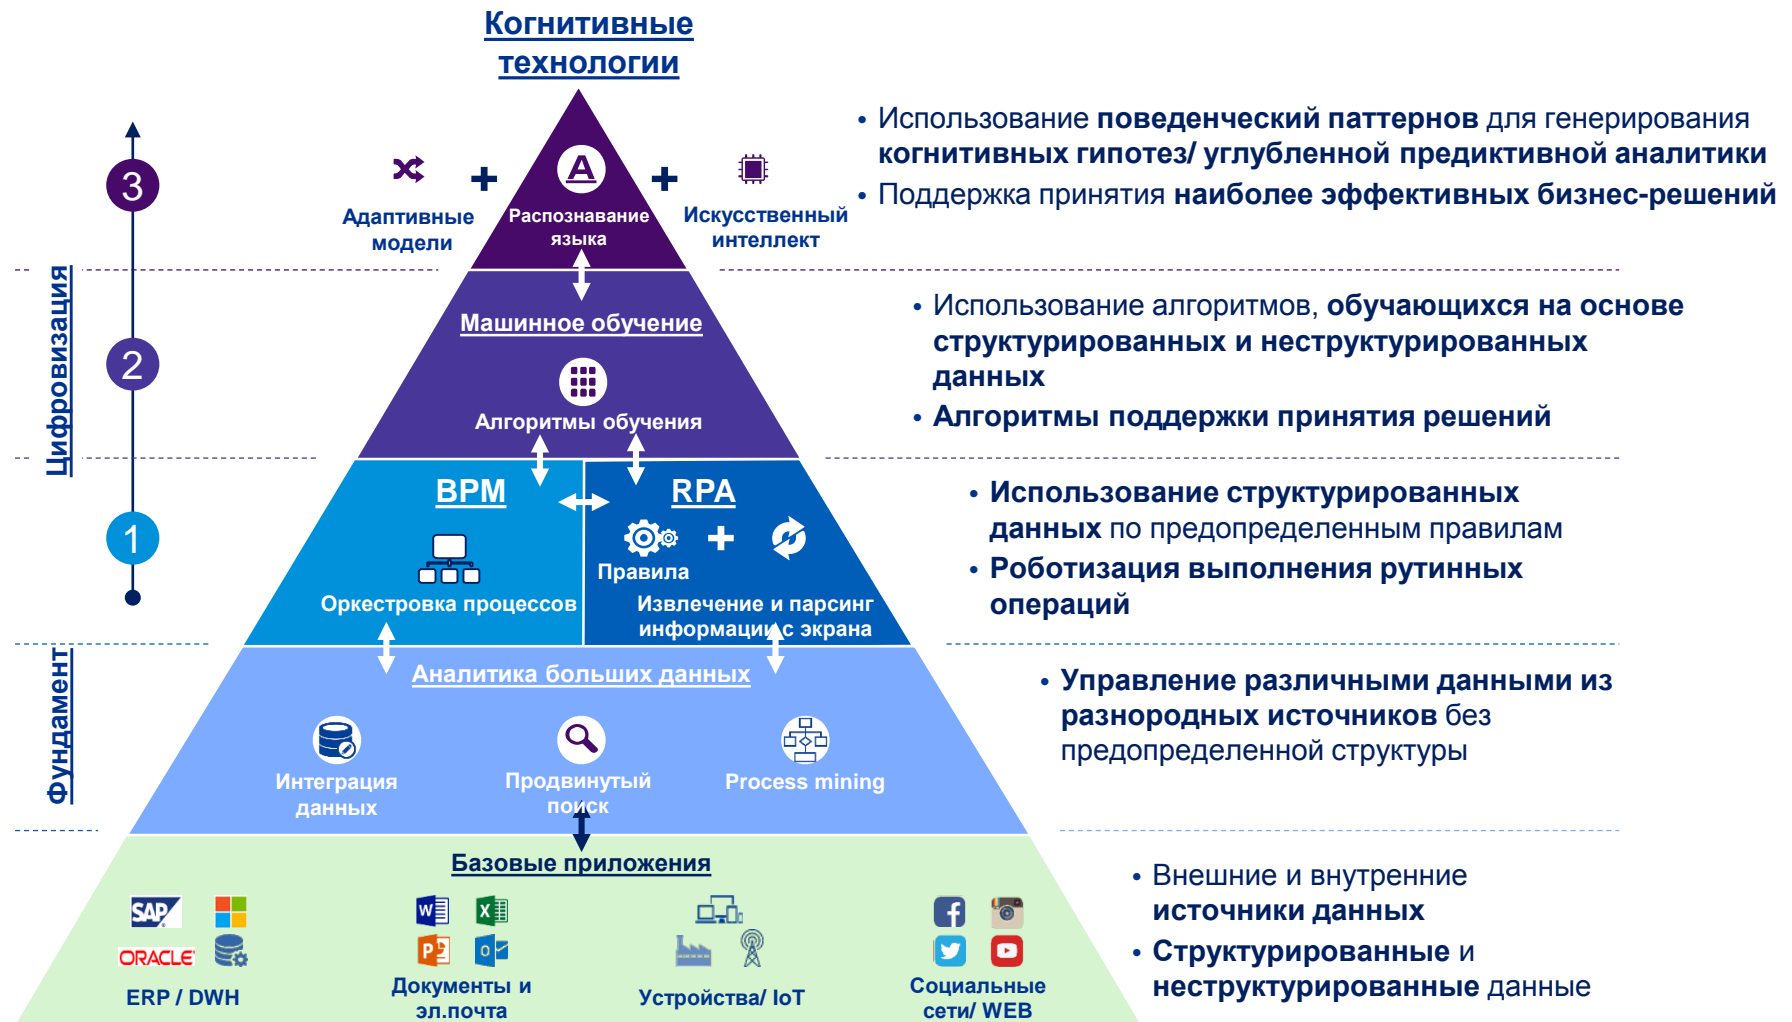 Когнитивные
технологии
3
Адаптивные
модели
A
Распознавание
языка
Искусственный
интеллект
• Использование поведенческий паттернов для генерирования
когнитивных гипотез/ углубленной предиктивной аналитики
• Поддержка принятия наиболее эффективных бизнес-решений
Цифровизация
2
Машинное обучение
Алгоритмы обучения
• Использование алгоритмов, обучающихся на основе
структурированных и неструктурированных
данных
• Алгоритмы поддержки принятия решений
1
BPM
Оркестровка процессов
RPA
Правила
Извлечение и парсинг
информации с экрана
• Использование структурированных
данных по предопределенным правилам
• Роботизация выполнения рутинных
операций
Фундамент
Аналитика больших данных
Интеграция
данных
Продвинутый
поиск
Process mining
• Управление различными данными из
разнородных источников без
предопределенной структуры
Базовые приложения
SAP
ORACLE
ERP / DWH
W
X
P
O
Документы и
эл.почта
Устройства/ IoT
Социальные
сети/ WEB
• Внешние и внутренние
источники данных
• Структурированные и
неструктурированные данные